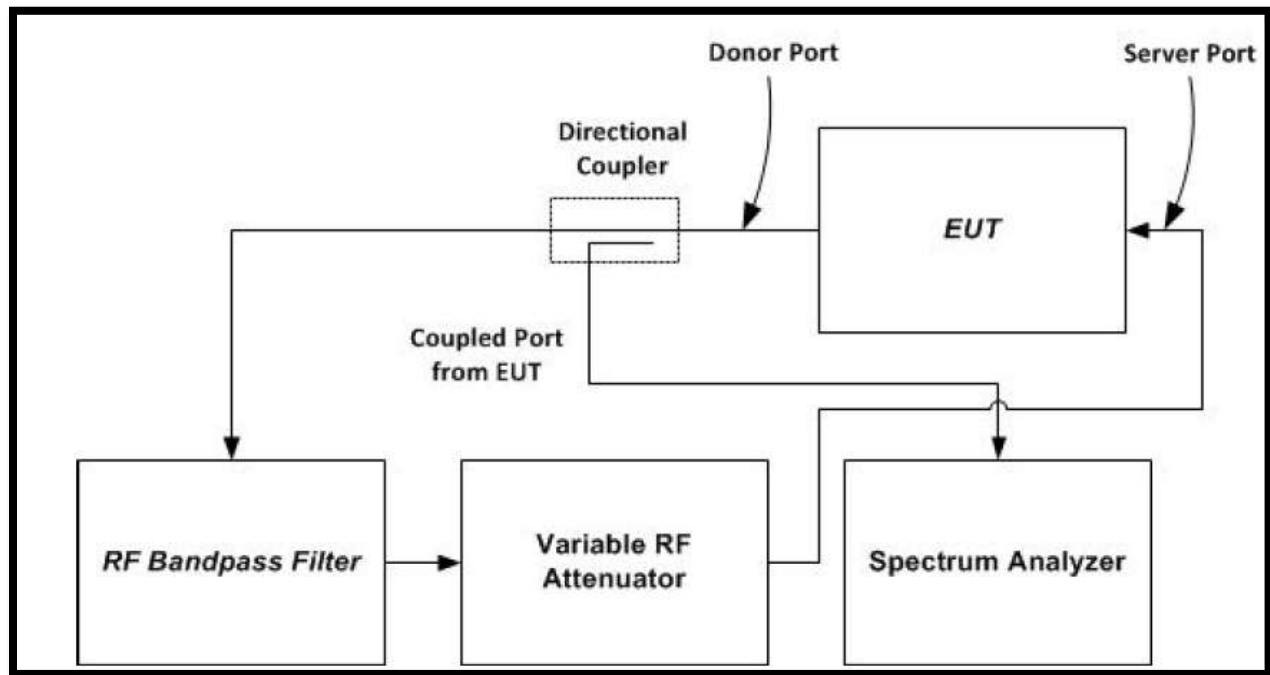 Donor Port
Server Port
Directional
Coupler
EUT
Coupled Port
from EUT
RF Bandpass Filter
Variable RF
Attenuator
Spectrum Analyzer